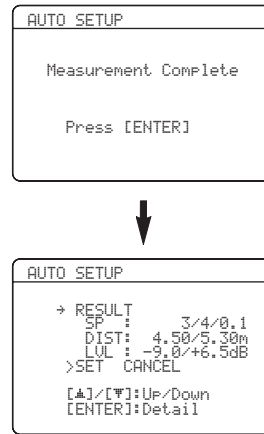 AUTO SETUP
Measurement Complete
Press [ENTER]
AUTO SETUP
→ RESULT
SP : 3/4/0.1
DIST: 4.50/5.30m
LVL : -9.0/+6.5dB
>SET CANCEL
[▲]/[▼]:Up/Down
[ENTER]:Detail